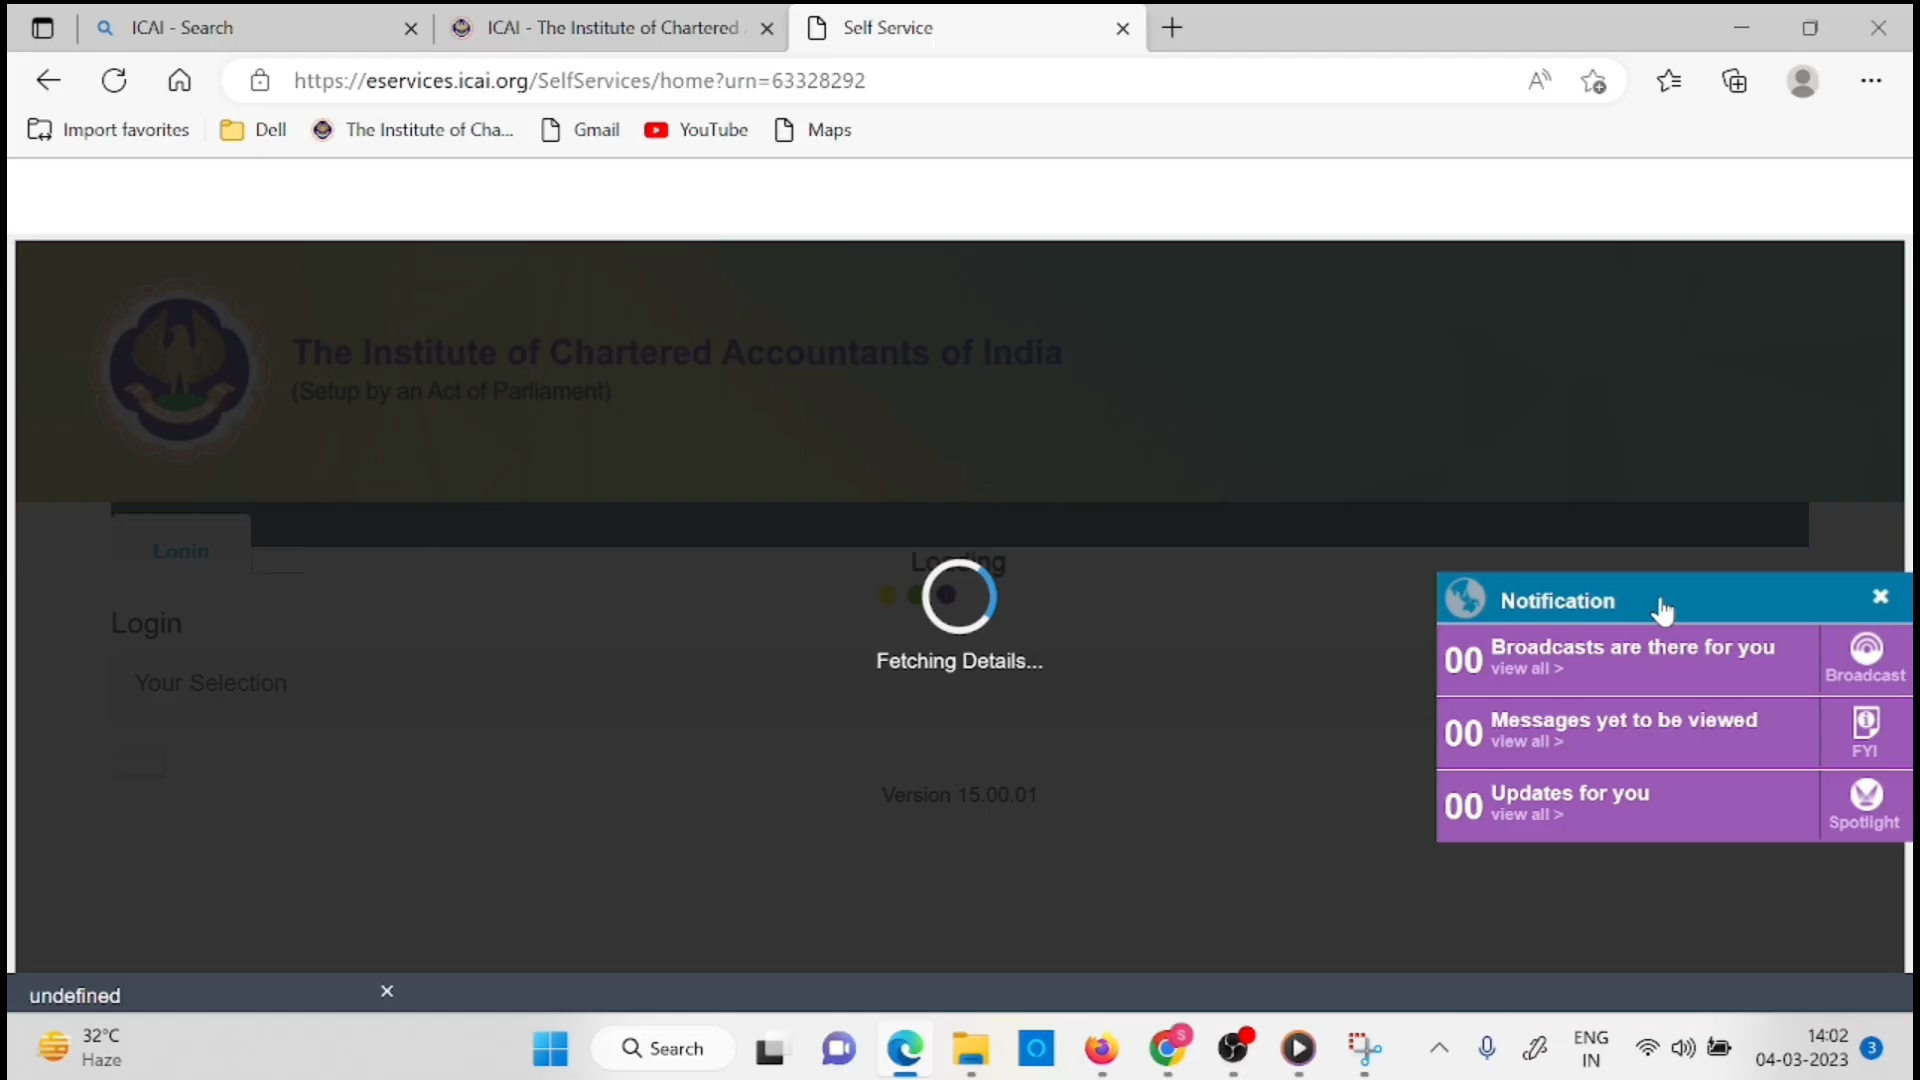 ICAI - Search
ICAI - The Institute of Chartered
Self Service
https://eservices.icai.org/SelfServices/home?urn=63328292
Import favorites
Dell
The Institute of Cha...
Gmail
YouTube
Maps
The Institute of Chartered Accountants of India
(Setup by an Act of Parliament)
Login
Loading
Fetching Details...
Login
Your Selection
Version 15.00.01
Notification
00 Broadcasts are there for you
view all >
Broadcast
00 Messages yet to be viewed
view all >
FYI
00 Updates for you
view all >
Spotlight
undefined
32°C
Haze
Search
S
ENG
IN
14:02
04-03-2023
3